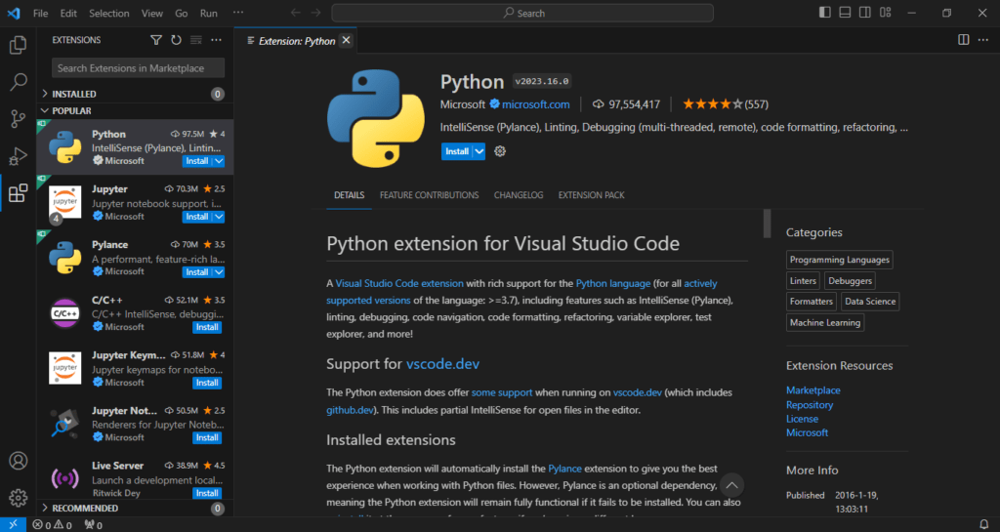 File Edit Selection View Go Run ··· Search
EXTENSIONS
Search Extensions in Marketplace
INSTALLED 0
POPULAR
Python 97.5M ★ 4
IntelliSense (Pylance), Lintin...
Microsoft Install
Jupyter 70.3M ★ 2.5
Jupyter notebook support, i...
Microsoft Install
4
Pylance 70M ★ 3.5
A performant, feature-rich la...
Microsoft Install
C/C++ 52.1M ★ 3.5
C/C++ IntelliSense, debuggi...
Microsoft Install
C/C++
Jupyter Keym... 51.8M ★ 4
Jupyter keymaps for notebo...
Microsoft Install
jupyter
Jupyter Not... 50.5M ★ 2.5
Renderers for Jupyter Noteb...
Microsoft Install
Live Server 38.9M ★ 4.5
Launch a development local...
Ritwick Dey Install
RECOMMENDED 0
0 0 0
Extension: Python
Python v2023.16.0
Microsoft microsoft.com | 97,554,417 | ★★★★☆(557)
IntelliSense (Pylance), Linting, Debugging (multi-threaded, remote), code formatting, refactoring, ...
Install
DETAILS FEATURE CONTRIBUTIONS CHANGELOG EXTENSION PACK
Python extension for Visual Studio Code
A Visual Studio Code extension with rich support for the Python language (for all actively
supported versions of the language: >=3.7), including features such as IntelliSense (Pylance),
linting, debugging, code navigation, code formatting, refactoring, variable explorer, test
explorer, and more!
Support for vscode.dev
The Python extension does offer some support when running on vscode.dev (which includes
github.dev). This includes partial IntelliSense for open files in the editor.
Installed extensions
The Python extension will automatically install the Pylance extension to give you the best
experience when working with Python files. However, Pylance is an optional dependency,
meaning the Python extension will remain fully functional if it fails to be installed. You can also
Categories
Programming Languages
Linters Debuggers
Formatters Data Science
Machine Learning
Extension Resources
Marketplace
Repository
License
Microsoft
More Info
Published 2016-1-19,
13:03:11